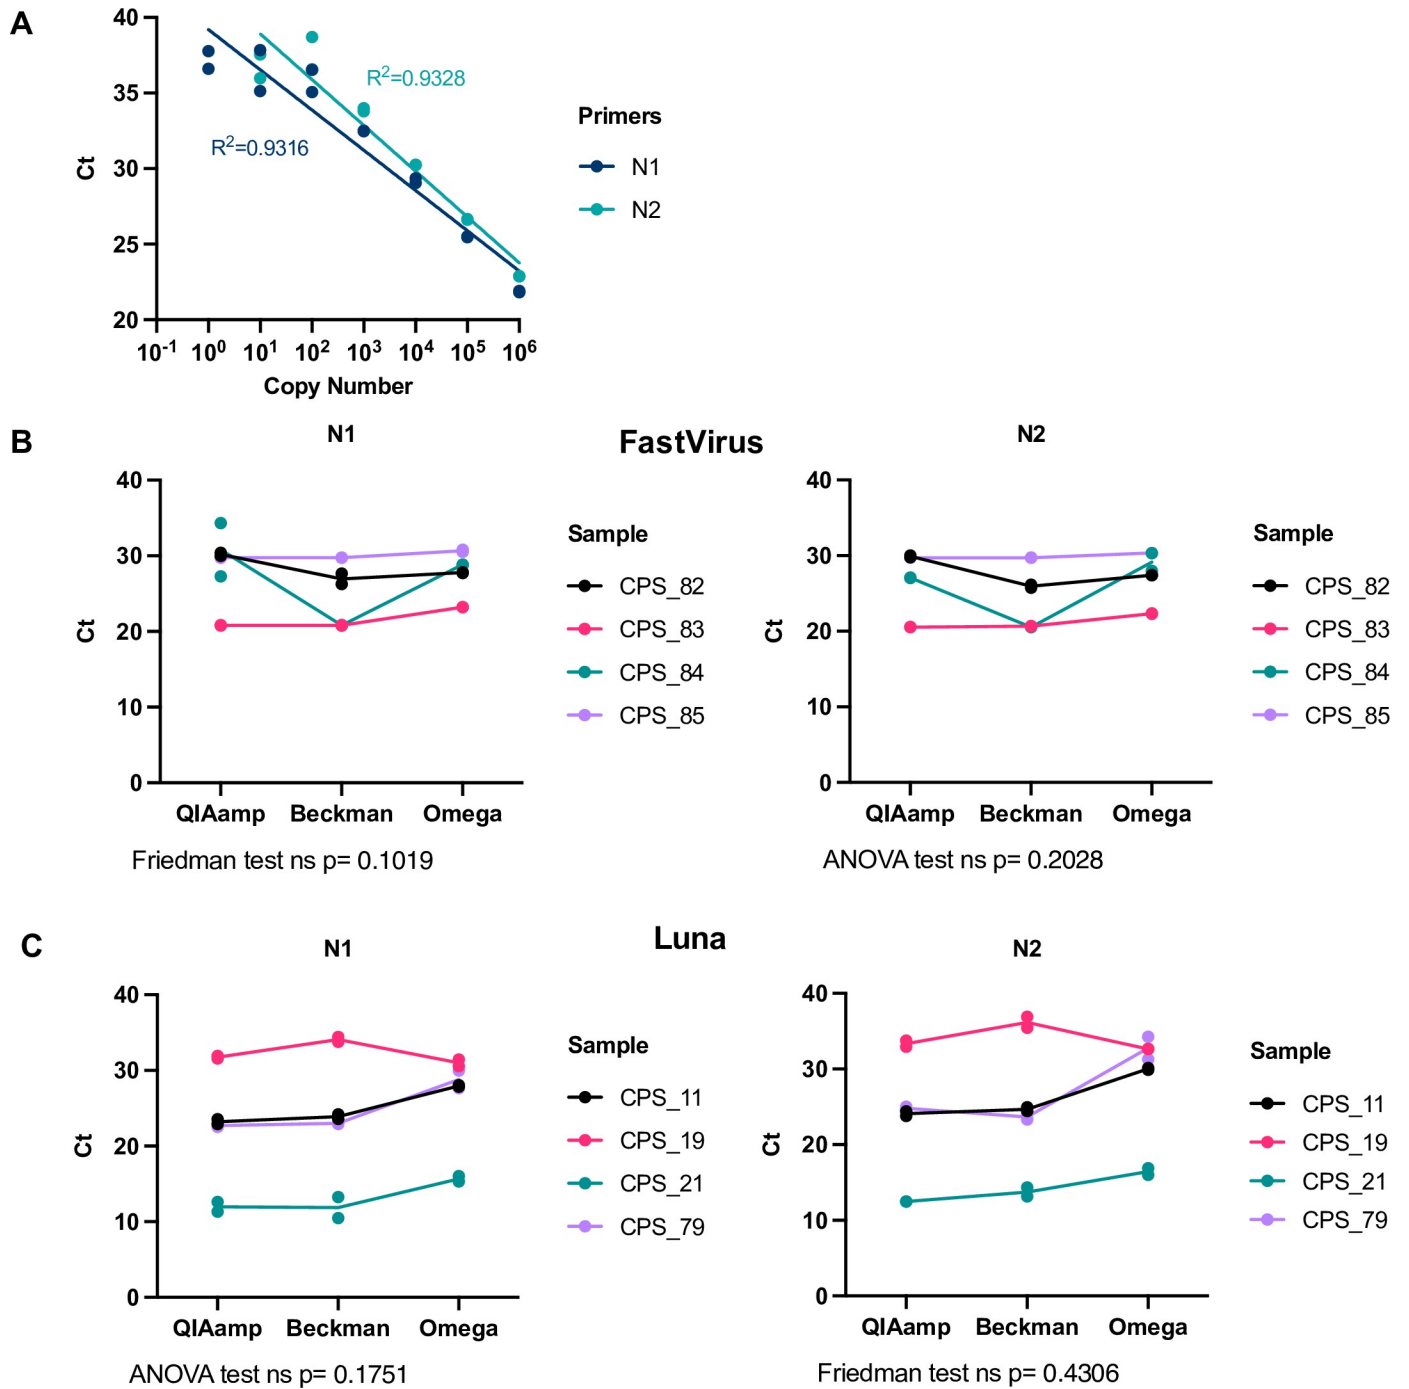 A
40
35
30
25
20
Ct
R2=0.9328
R2=0.9316
10-1 100 101 102 103 104 105 106
Copy Number
Primers
N1
N2
B
FastVirus
N1
40
30
20
10
0
Ct
QIAamp Beckman Omega
Friedman test ns p= 0.1019
Sample
CPS_82
CPS_83
CPS_84
CPS_85
N2
40
30
20
10
0
Ct
QIAamp Beckman Omega
ANOVA test ns p= 0.2028
Sample
CPS_82
CPS_83
CPS_84
CPS_85
C
Luna
N1
40
30
20
10
0
Ct
QIAamp Beckman Omega
ANOVA test ns p= 0.1751
Sample
CPS_11
CPS_19
CPS_21
CPS_79
N2
40
30
20
10
0
Ct
QIAamp Beckman Omega
Friedman test ns p= 0.4306
Sample
CPS_11
CPS_19
CPS_21
CPS_79